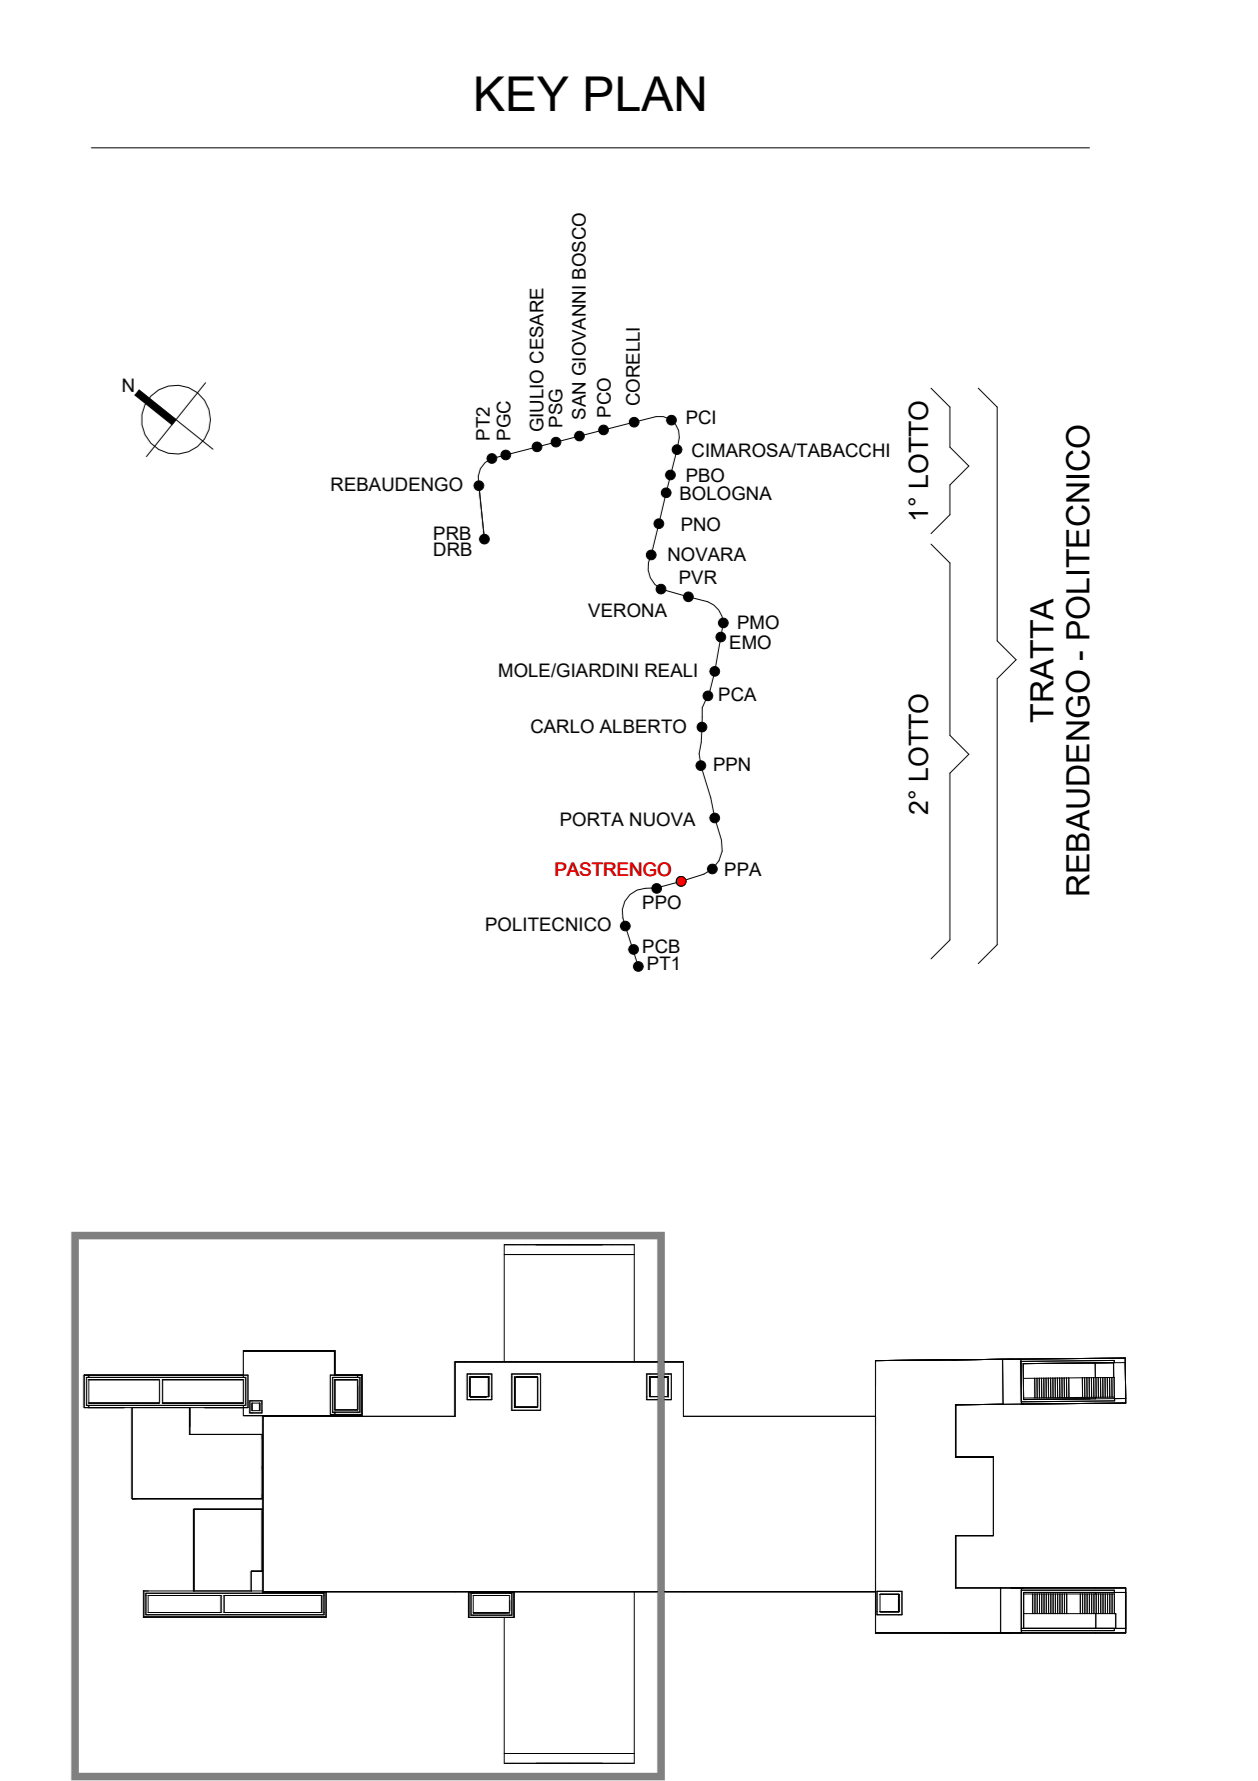 KEY PLAN
N
PT2
PGC
GIULIO CESARE
PSG
SAN GIOVANNI BOSCO
PCO
CORELLI
PCI
CIMAROSA/TABACCHI
REBAUDENGO
PBO
BOLOGNA
PRB
DRB
PNO
NOVARA
PVR
VERONA
PMO
EMO
MOLE/GIARDINI REALI
PCA
CARLO ALBERTO
PPN
PORTA NUOVA
PASTRENGO
PPA
PPO
POLITECNICO
PCB
PT1
1° LOTTO
2° LOTTO
TRATTA
REBAUDENGO - POLITECNICO